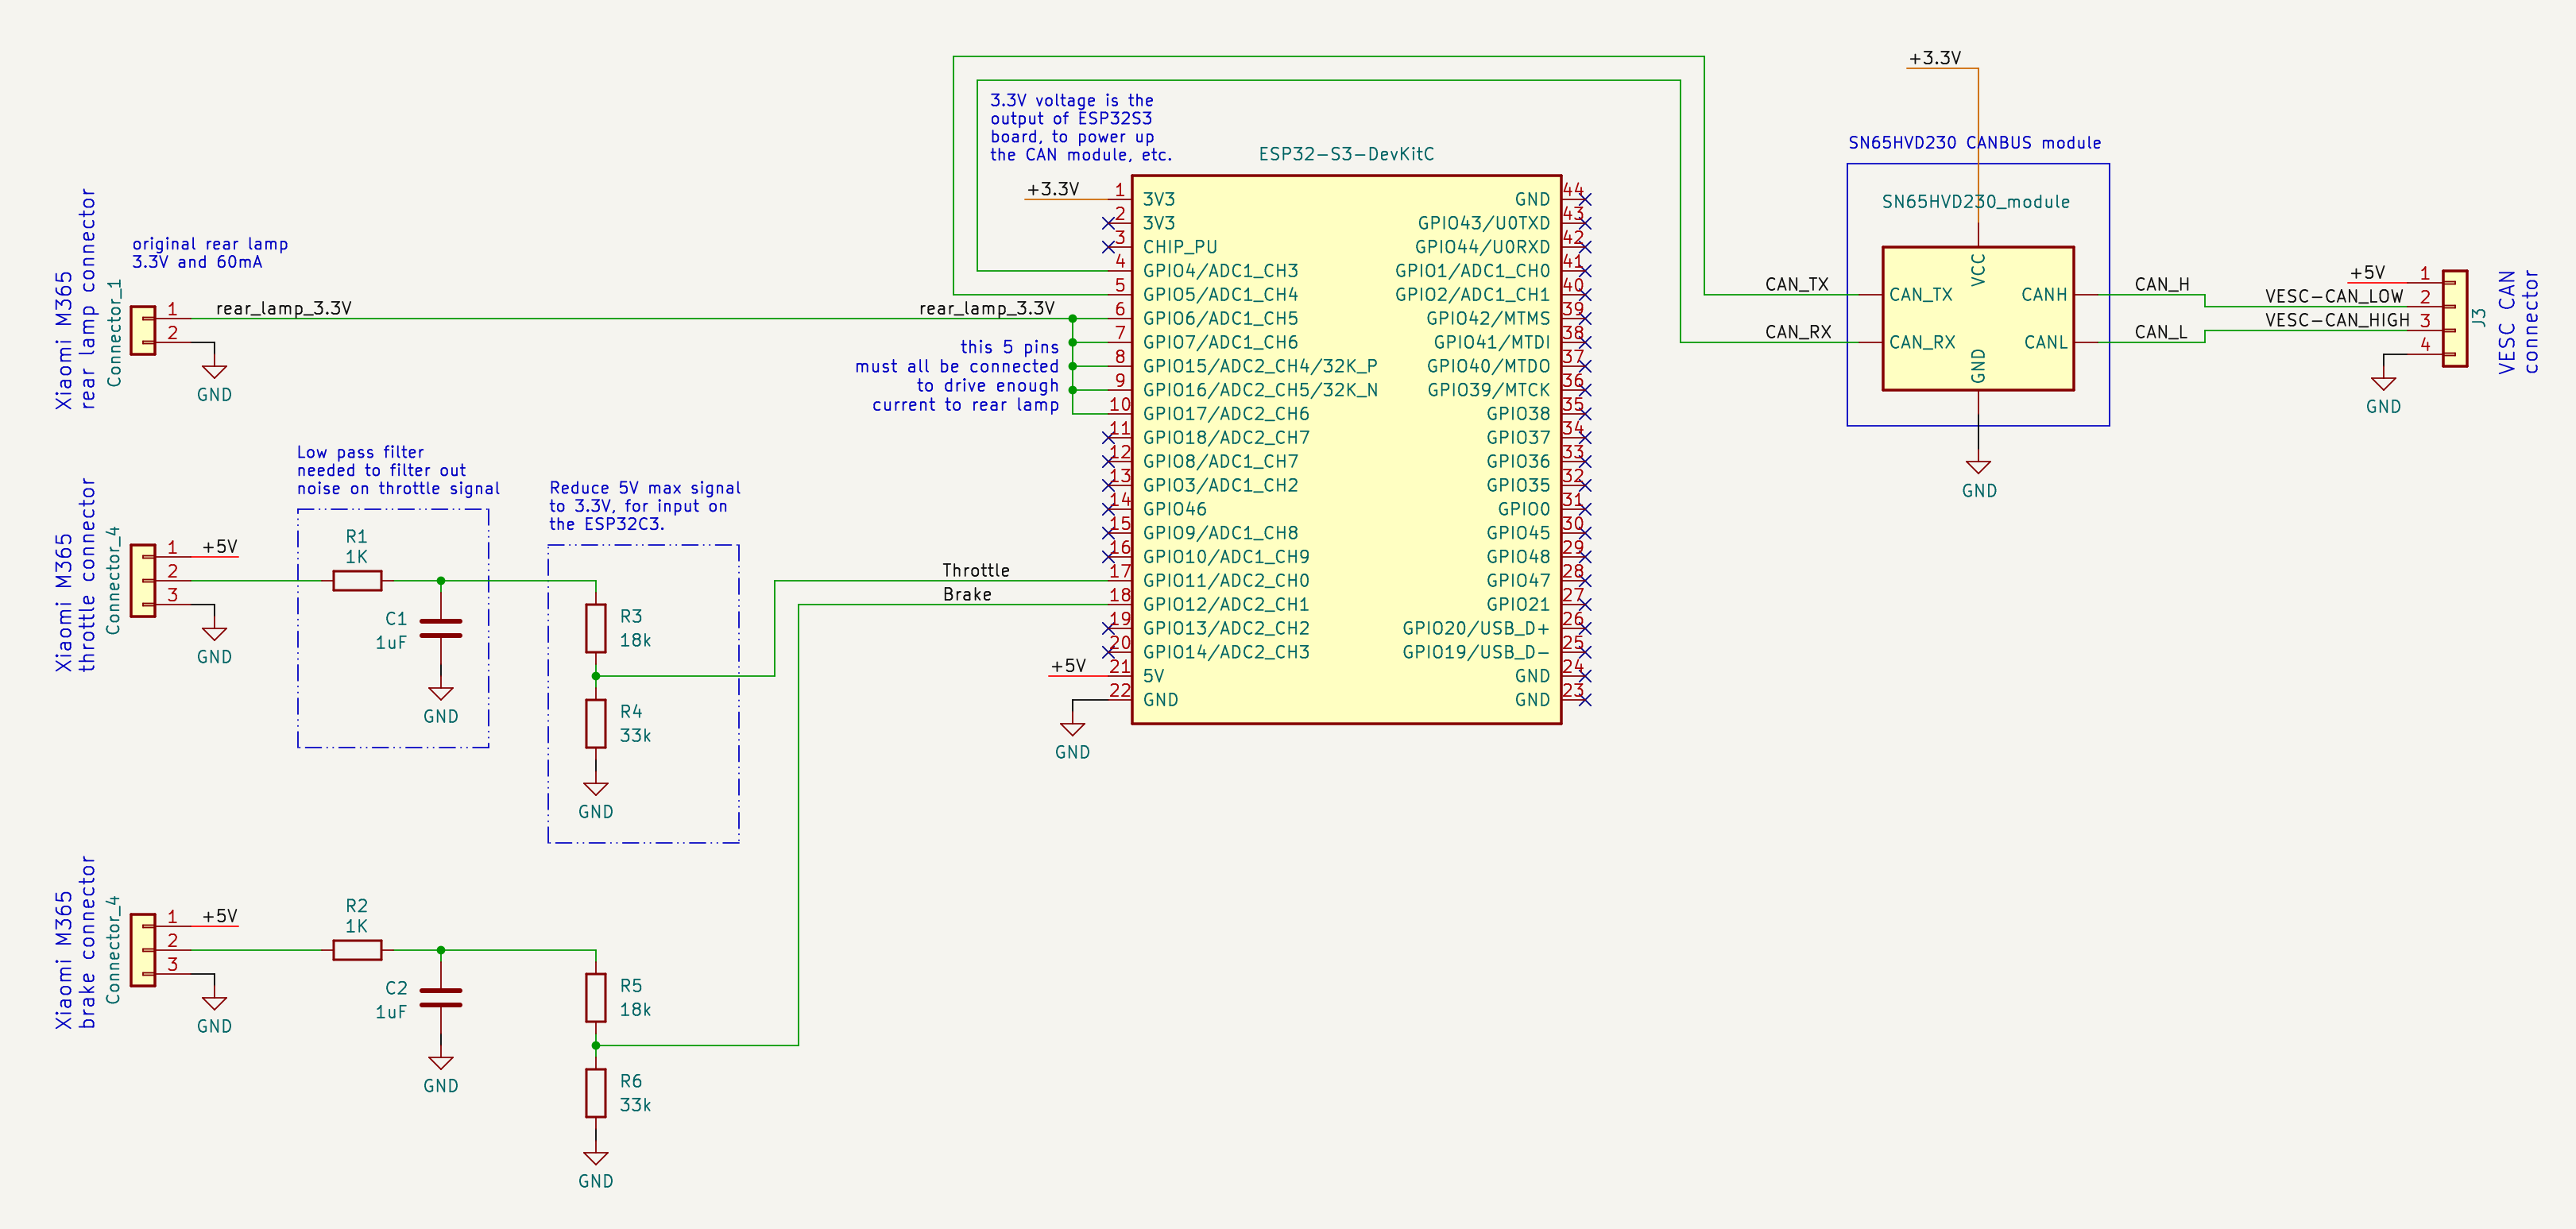 +3.3V
3.3V voltage is the
output of ESP32S3
board, to power up
the CAN module, etc.
ESP32-S3-DevKitC
SN65HVD230 CANBUS module
SN65HVD230_module
VCC
CAN_TX
CAN_RX
CANH
CANL
GND
GND
CAN_TX
CAN_RX
CAN_H
CAN_L
+5V
VESC-CAN_LOW
VESC-CAN_HIGH
1
2
3
4
GND
J3
VESC CAN
connector
Xiaomi M365
rear lamp connector
Connector_1
original rear lamp
3.3V and 60mA
1
2
rear_lamp_3.3V
GND
rear_lamp_3.3V
this 5 pins
must all be connected
to drive enough
current to rear lamp
+3.3V
1 3V3
2 3V3
3 CHIP_PU
4 GPIO4/ADC1_CH3
5 GPIO5/ADC1_CH4
6 GPIO6/ADC1_CH5
7 GPIO7/ADC1_CH6
8 GPIO15/ADC2_CH4/32K_P
9 GPIO16/ADC2_CH5/32K_N
10 GPIO17/ADC2_CH6
11 GPIO18/ADC2_CH7
12 GPIO8/ADC1_CH7
13 GPIO3/ADC1_CH2
14 GPIO46
15 GPIO9/ADC1_CH8
16 GPIO10/ADC1_CH9
17 GPIO11/ADC2_CH0
18 GPIO12/ADC2_CH1
19 GPIO13/ADC2_CH2
20 GPIO14/ADC2_CH3
21 5V
22 GND
GND 44
GPIO43/U0TXD 43
GPIO44/U0RXD 42
GPIO1/ADC1_CH0 41
GPIO2/ADC1_CH1 40
GPIO42/MTMS 39
GPIO41/MTDI 38
GPIO40/MTDO 37
GPIO39/MTCK 36
GPIO38 35
GPIO37 34
GPIO36 33
GPIO35 32
GPIO0 31
GPIO45 30
GPIO48 29
GPIO47 28
GPIO21 27
GPIO20/USB_D+ 26
GPIO19/USB_D- 25
GND 24
GND 23
Throttle
Brake
+5V
GND
Xiaomi M365
throttle connector
Connector_4
1
2
3
+5V
GND
Low pass filter
needed to filter out
noise on throttle signal
R1
1K
C1
1uF
GND
Reduce 5V max signal
to 3.3V, for input on
the ESP32C3.
R3
18k
R4
33k
GND
Xiaomi M365
brake connector
Connector_4
1
2
3
+5V
GND
R2
1K
C2
1uF
GND
R5
18k
R6
33k
GND